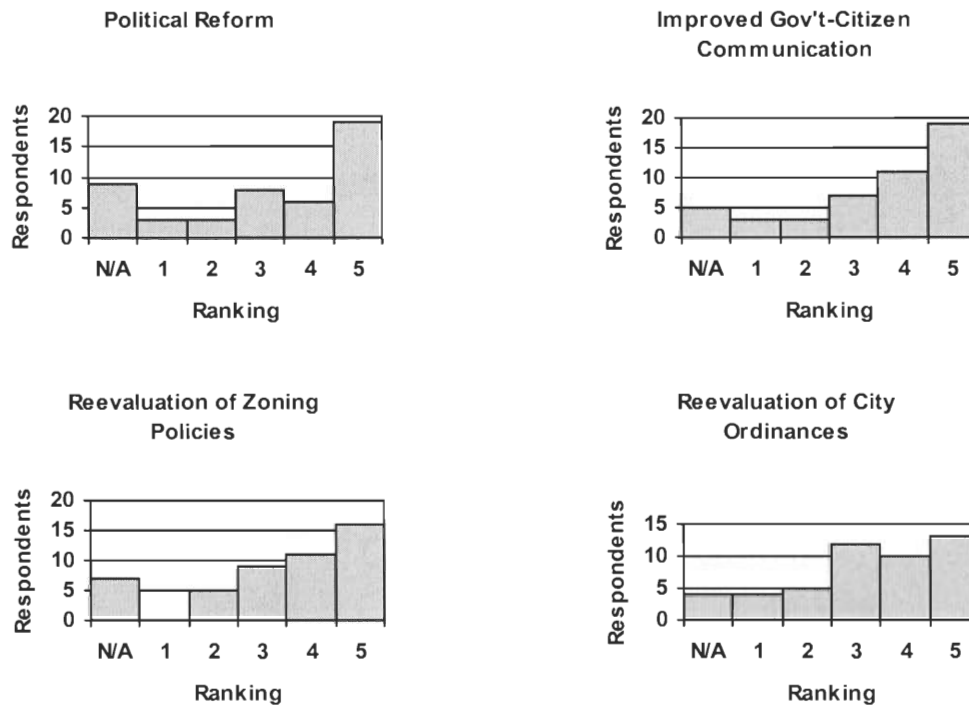 Political Reform
Respondents
20
15
10
5
0
N/A 1 2 3 4 5
Ranking
Improved Gov't-Citizen
Communication
Respondents
20
15
10
5
0
N/A 1 2 3 4 5
Ranking
Reevaluation of Zoning
Policies
Respondents
20
15
10
5
0
N/A 1 2 3 4 5
Ranking
Reevaluation of City
Ordinances
Respondents
15
10
5
0
N/A 1 2 3 4 5
Ranking